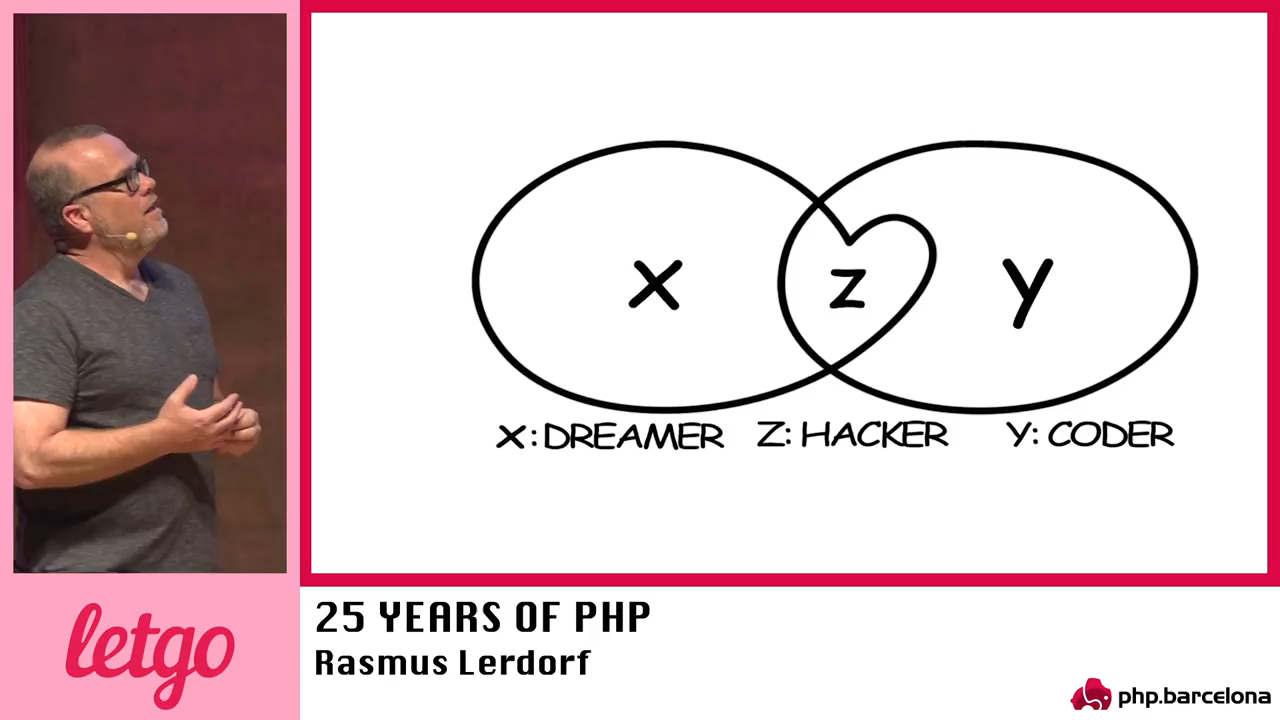 x
z
y
X: DREAMER
Z: HACKER
Y: CODER
letgo
25 YEARS OF PHP
Rasmus Lerdorf
php.barcelona